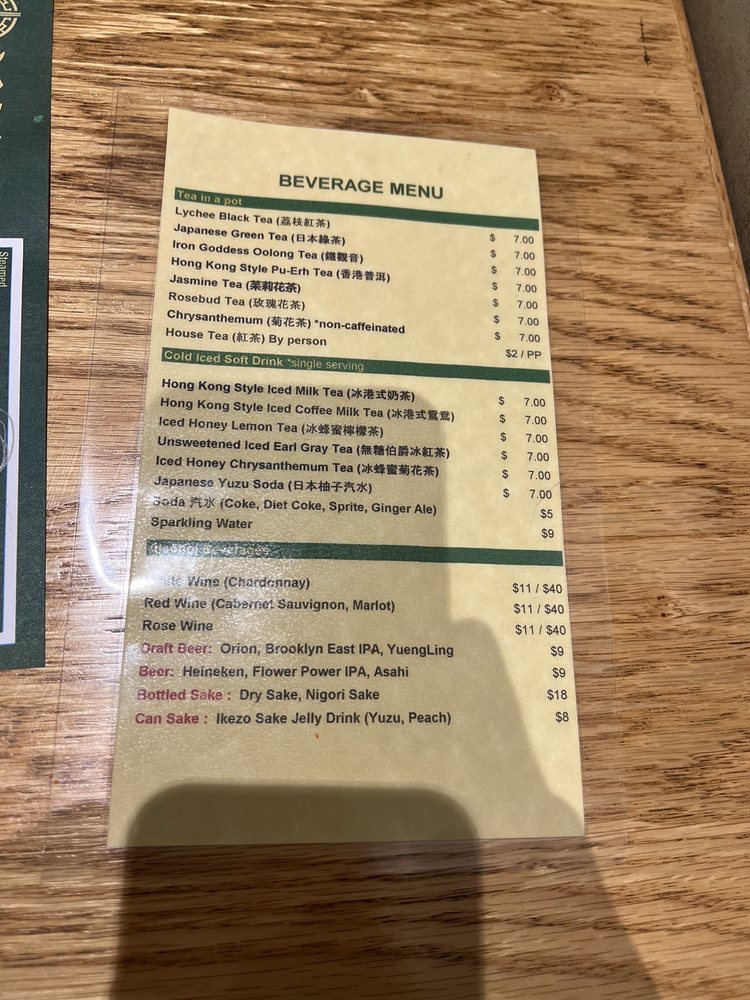 Steamed
BEVERAGE MENU
Tea in a pot
Lychee Black Tea (荔枝紅茶) $ 7.00
Japanese Green Tea (日本綠茶) $ 7.00
Iron Goddess Oolong Tea (鐵觀音) $ 7.00
Hong Kong Style Pu-Erh Tea (香港普洱) $ 7.00
Jasmine Tea (茉莉花茶) $ 7.00
Rosebud Tea (玫瑰花茶) $ 7.00
Chrysanthemum (菊花茶) *non-caffeinated $ 7.00
House Tea (紅茶) By person $2 / PP
Cold Iced Soft Drink *single serving
Hong Kong Style Iced Milk Tea (冰港式奶茶) $ 7.00
Hong Kong Style Iced Coffee Milk Tea (冰港式鴛鴦) $ 7.00
Iced Honey Lemon Tea (冰蜂蜜檸檬茶) $ 7.00
Unsweetened Iced Earl Gray Tea (無糖伯爵冰紅茶) $ 7.00
Iced Honey Chrysanthemum Tea (冰蜂蜜菊花茶) $ 7.00
Japanese Yuzu Soda (日本柚子汽水) $ 7.00
Soda 汽水 (Coke, Diet Coke, Sprite, Ginger Ale) $5
Sparkling Water $9
Wine (Chardonnay) $11 / $40
Red Wine (Cabernet Sauvignon, Marlot) $11 / $40
Rose Wine $11 / $40
Draft Beer: Orion, Brooklyn East IPA, YuengLing $9
Beer: Heineken, Flower Power IPA, Asahi $9
Bottled Sake : Dry Sake, Nigori Sake $18
Can Sake : Ikezo Sake Jelly Drink (Yuzu, Peach) $8